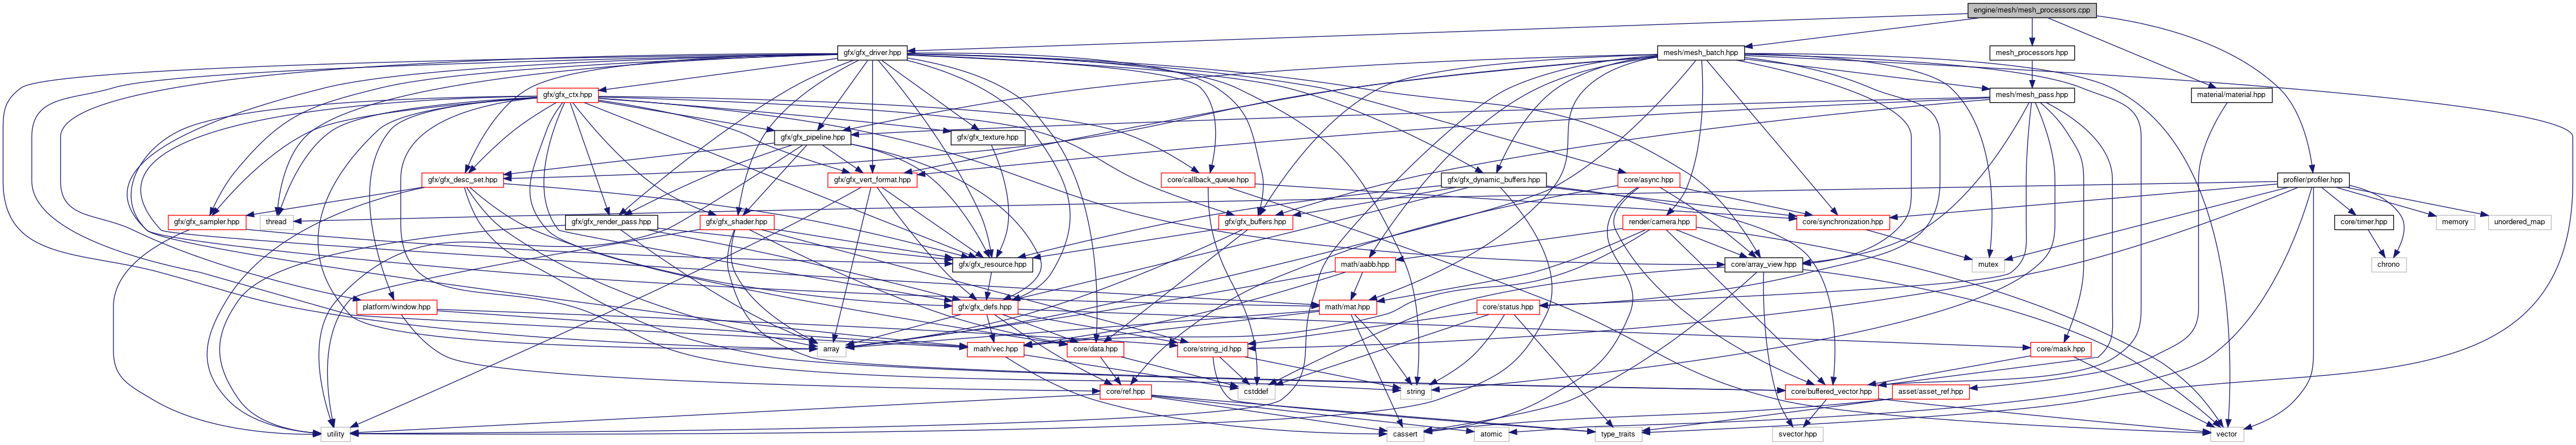 engine/mesh/mesh_processors.cpp
gfx/gfx_driver.hpp
mesh/mesh_batch.hpp
mesh_processors.hpp
gfx/gfx_ctx.hpp
mesh/mesh_pass.hpp
material/material.hpp
gfx/gfx_pipeline.hpp
gfx/gfx_texture.hpp
gfx/gfx_desc_set.hpp
gfx/gfx_vert_format.hpp
core/callback_queue.hpp
gfx/gfx_dynamic_buffers.hpp
core/async.hpp
profiler/profiler.hpp
gfx/gfx_sampler.hpp
thread
gfx/gfx_render_pass.hpp
gfx/gfx_shader.hpp
gfx/gfx_buffers.hpp
render/camera.hpp
core/synchronization.hpp
core/timer.hpp
memory
unordered_map
gfx/gfx_resource.hpp
math/aabb.hpp
core/array_view.hpp
mutex
chrono
platform/window.hpp
gfx/gfx_defs.hpp
math/mat.hpp
core/status.hpp
array
math/vec.hpp
core/data.hpp
core/string_id.hpp
core/mask.hpp
core/ref.hpp
cstddef
string
core/buffered_vector.hpp
asset/asset_ref.hpp
utility
cassert
atomic
type_traits
svector.hpp
vector